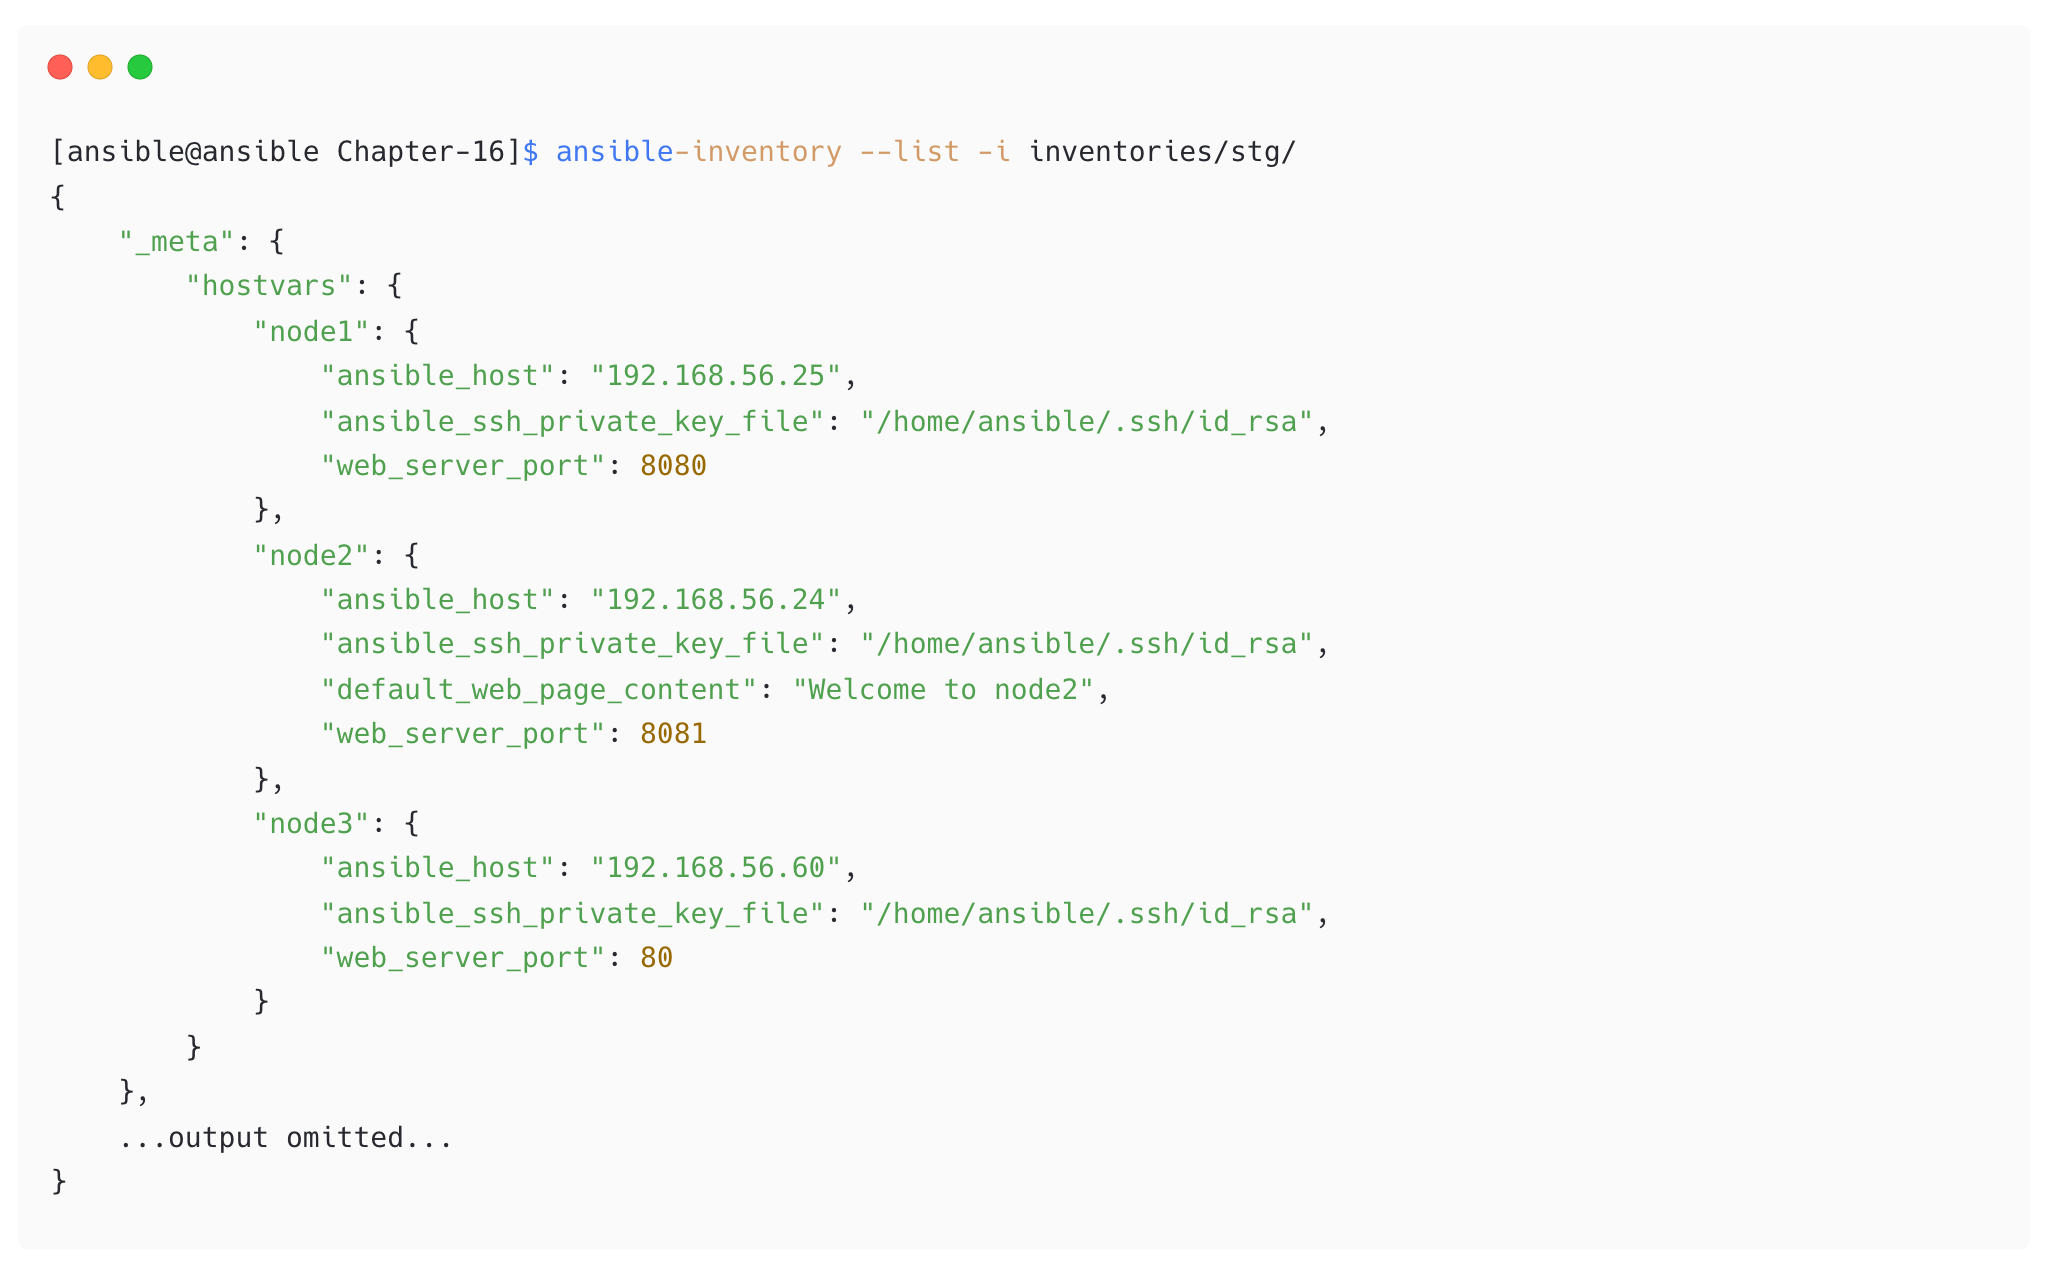 [ansible@ansible Chapter-16]$ ansible-inventory --list -i inventories/stg/
{
    "_meta": {
        "hostvars": {
            "node1": {
                "ansible_host": "192.168.56.25",
                "ansible_ssh_private_key_file": "/home/ansible/.ssh/id_rsa",
                "web_server_port": 8080
            },
            "node2": {
                "ansible_host": "192.168.56.24",
                "ansible_ssh_private_key_file": "/home/ansible/.ssh/id_rsa",
                "default_web_page_content": "Welcome to node2",
                "web_server_port": 8081
            },
            "node3": {
                "ansible_host": "192.168.56.60",
                "ansible_ssh_private_key_file": "/home/ansible/.ssh/id_rsa",
                "web_server_port": 80
            }
        }
    },
    ...output omitted...
}